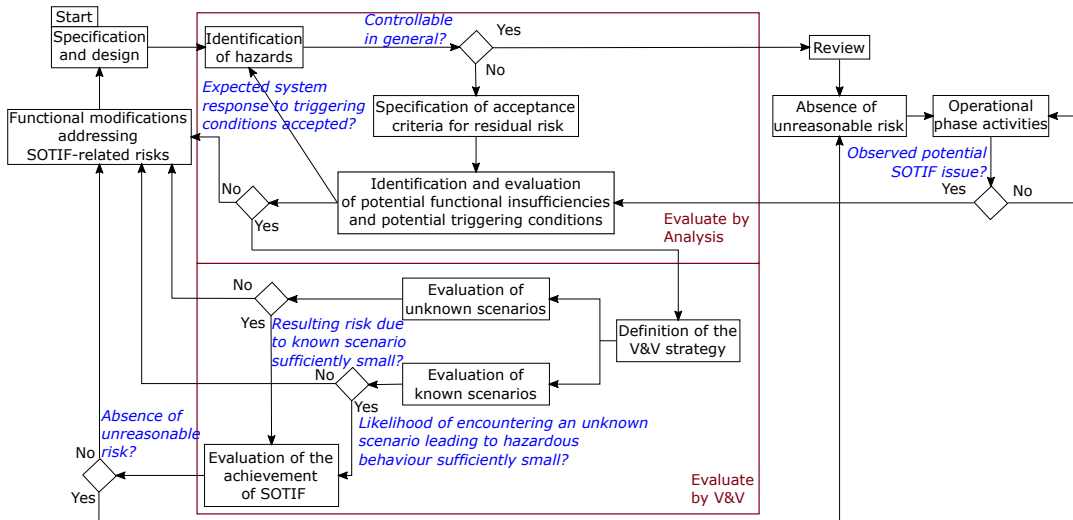 Start
Specification
and design
Identification
of hazards
Controllable
in general?
Yes
No
Review
Expected system
response to triggering
conditions accepted?
Specification of acceptance
criteria for residual risk
Absence of
unreasonable risk
Operational
phase activities
Functional modifications
addressing
SOTIF-related risks
Observed potential
SOTIF issue?
Yes
No
No
Yes
Identification and evaluation
of potential functional insufficiencies
and potential triggering conditions
Evaluate by
Analysis
No
Yes
Evaluation of
unknown scenarios
Resulting risk due
to known scenario
sufficiently small?
Definition of the
V&V strategy
No
Yes
Evaluation of
known scenarios
Likelihood of encountering an unknown
scenario leading to hazardous
behaviour sufficiently small?
Absence of
unreasonable
risk?
No
Yes
Evaluation of the
achievement
of SOTIF
Evaluate
by V&V